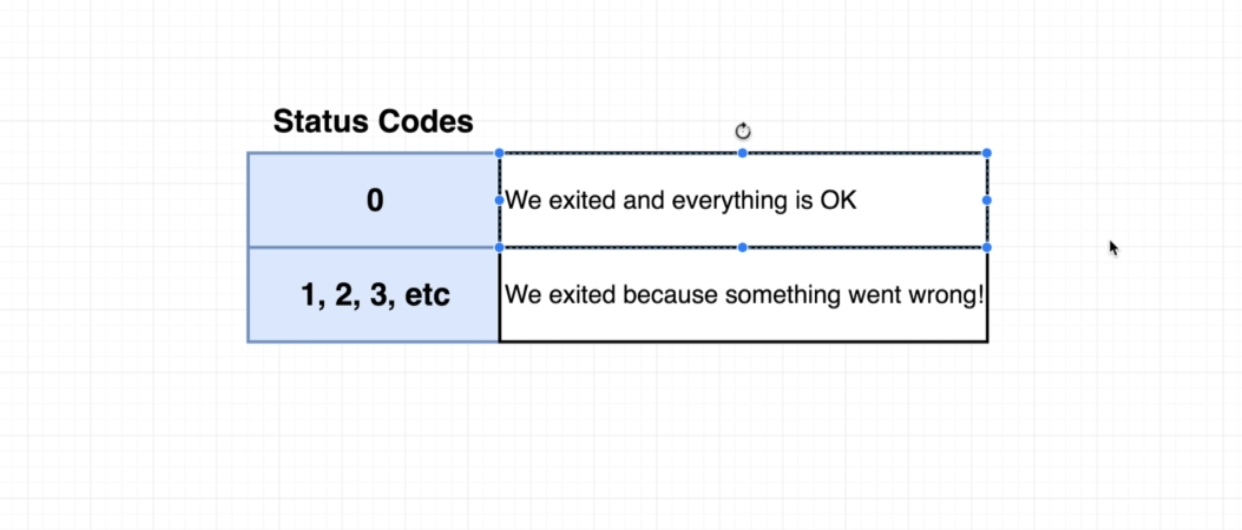 Status Codes
0
We exited and everything is OK
1, 2, 3, etc
We exited because something went wrong!